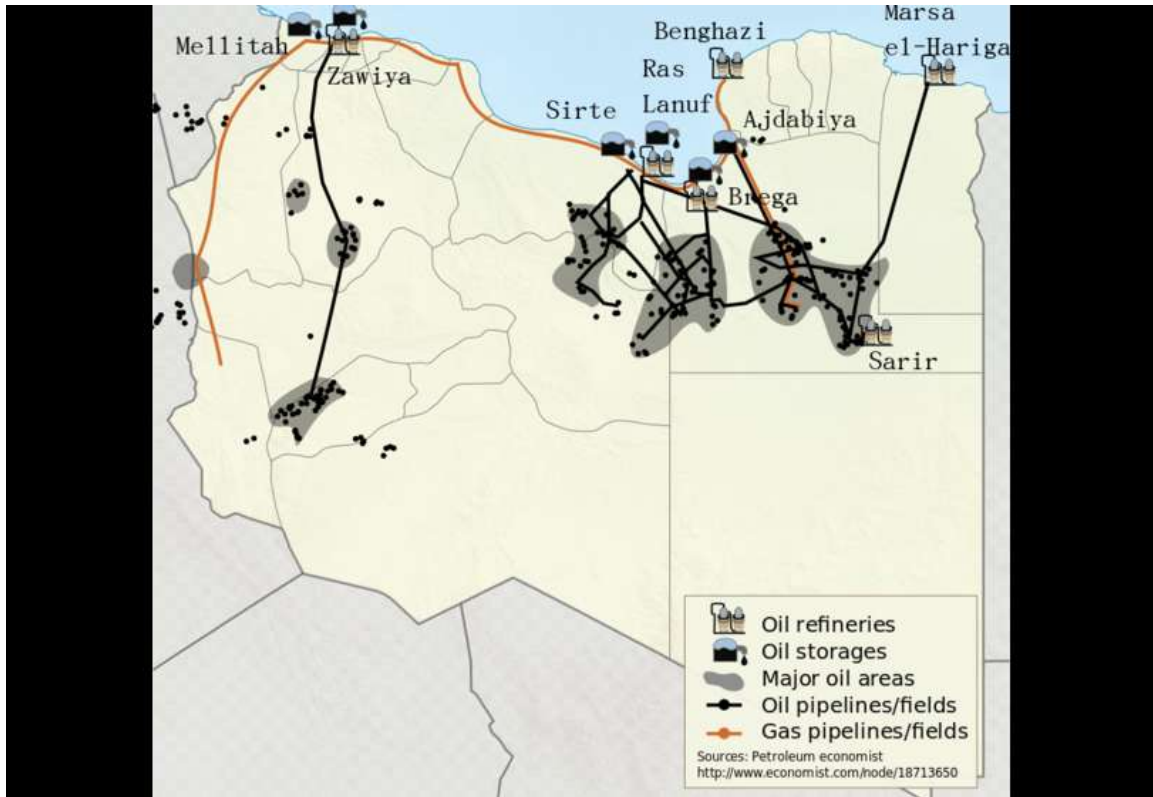 Marsa
el-Hariga
Benghazi
Mellitah
Zawiya
Ras
Lanuf
Sirte
Ajdabiya
Brega
Sarir
Oil refineries
Oil storages
Major oil areas
Oil pipelines/fields
Gas pipelines/fields
Sources: Petroleum economist
http://www.economist.com/node/18713650